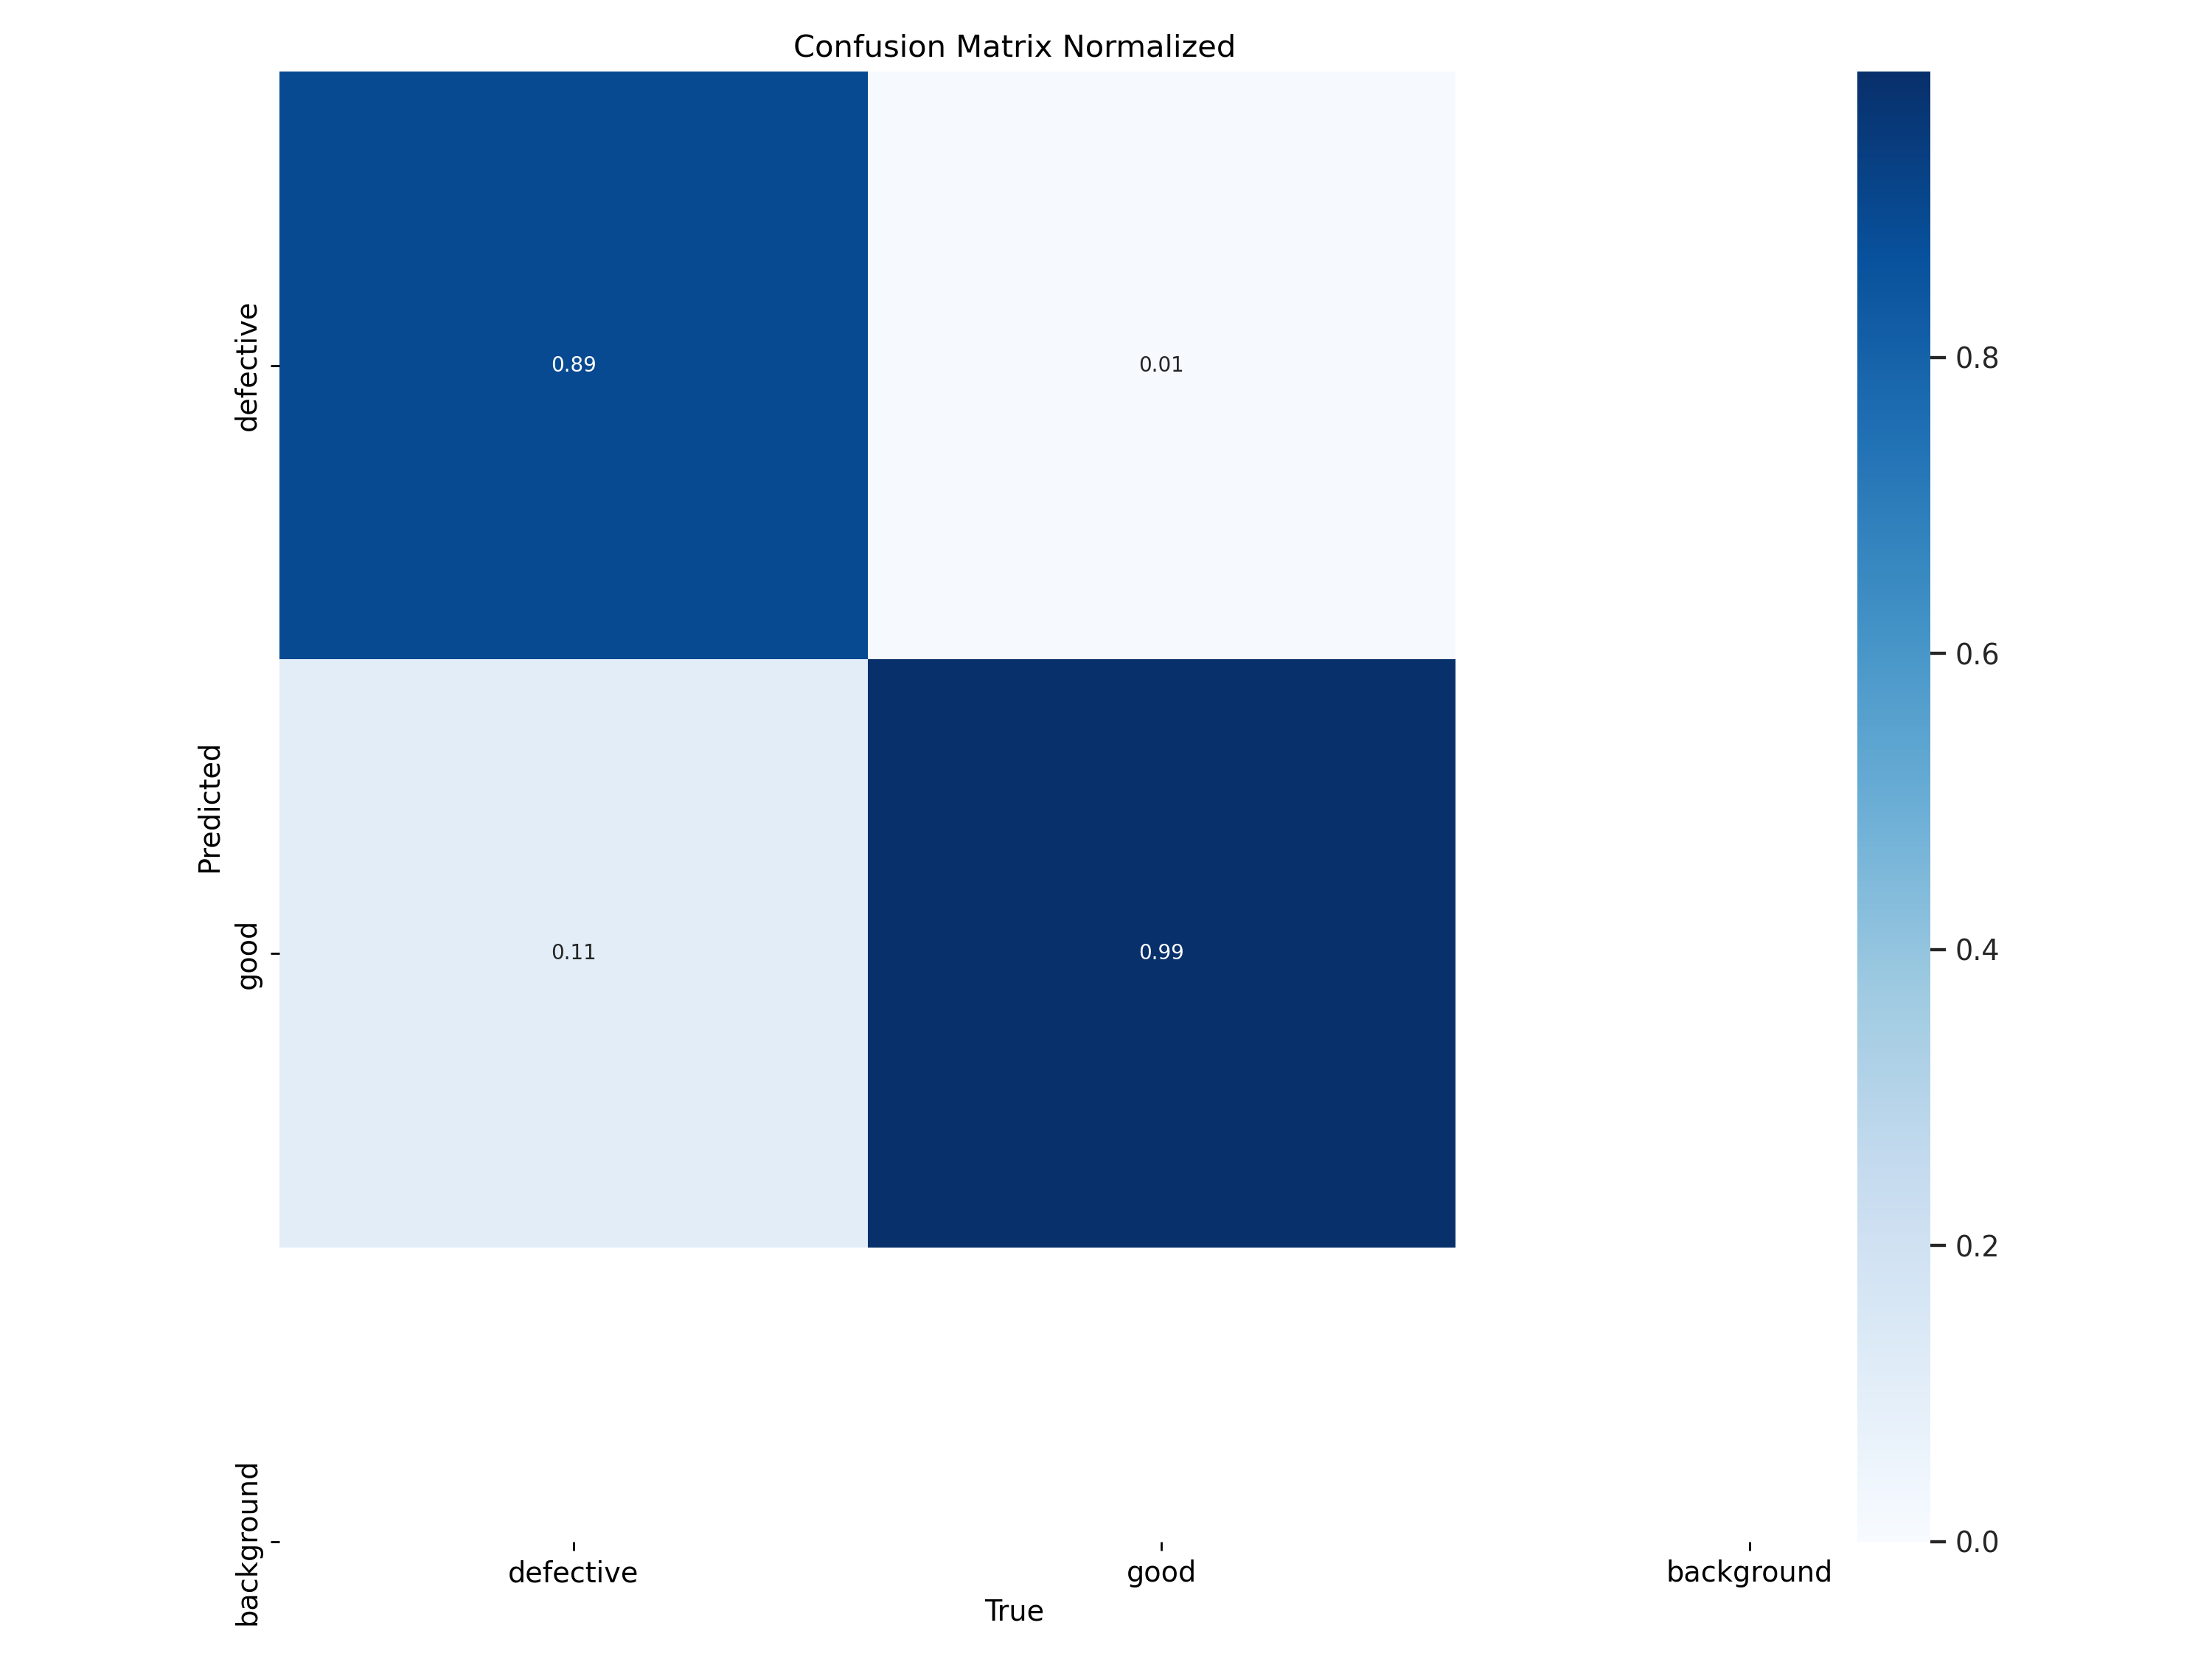 Confusion Matrix Normalized
defective
0.89
0.01
0.8
0.6
Predicted
good
0.11
0.99
0.4
0.2
background
0.0
defective
good
background
True